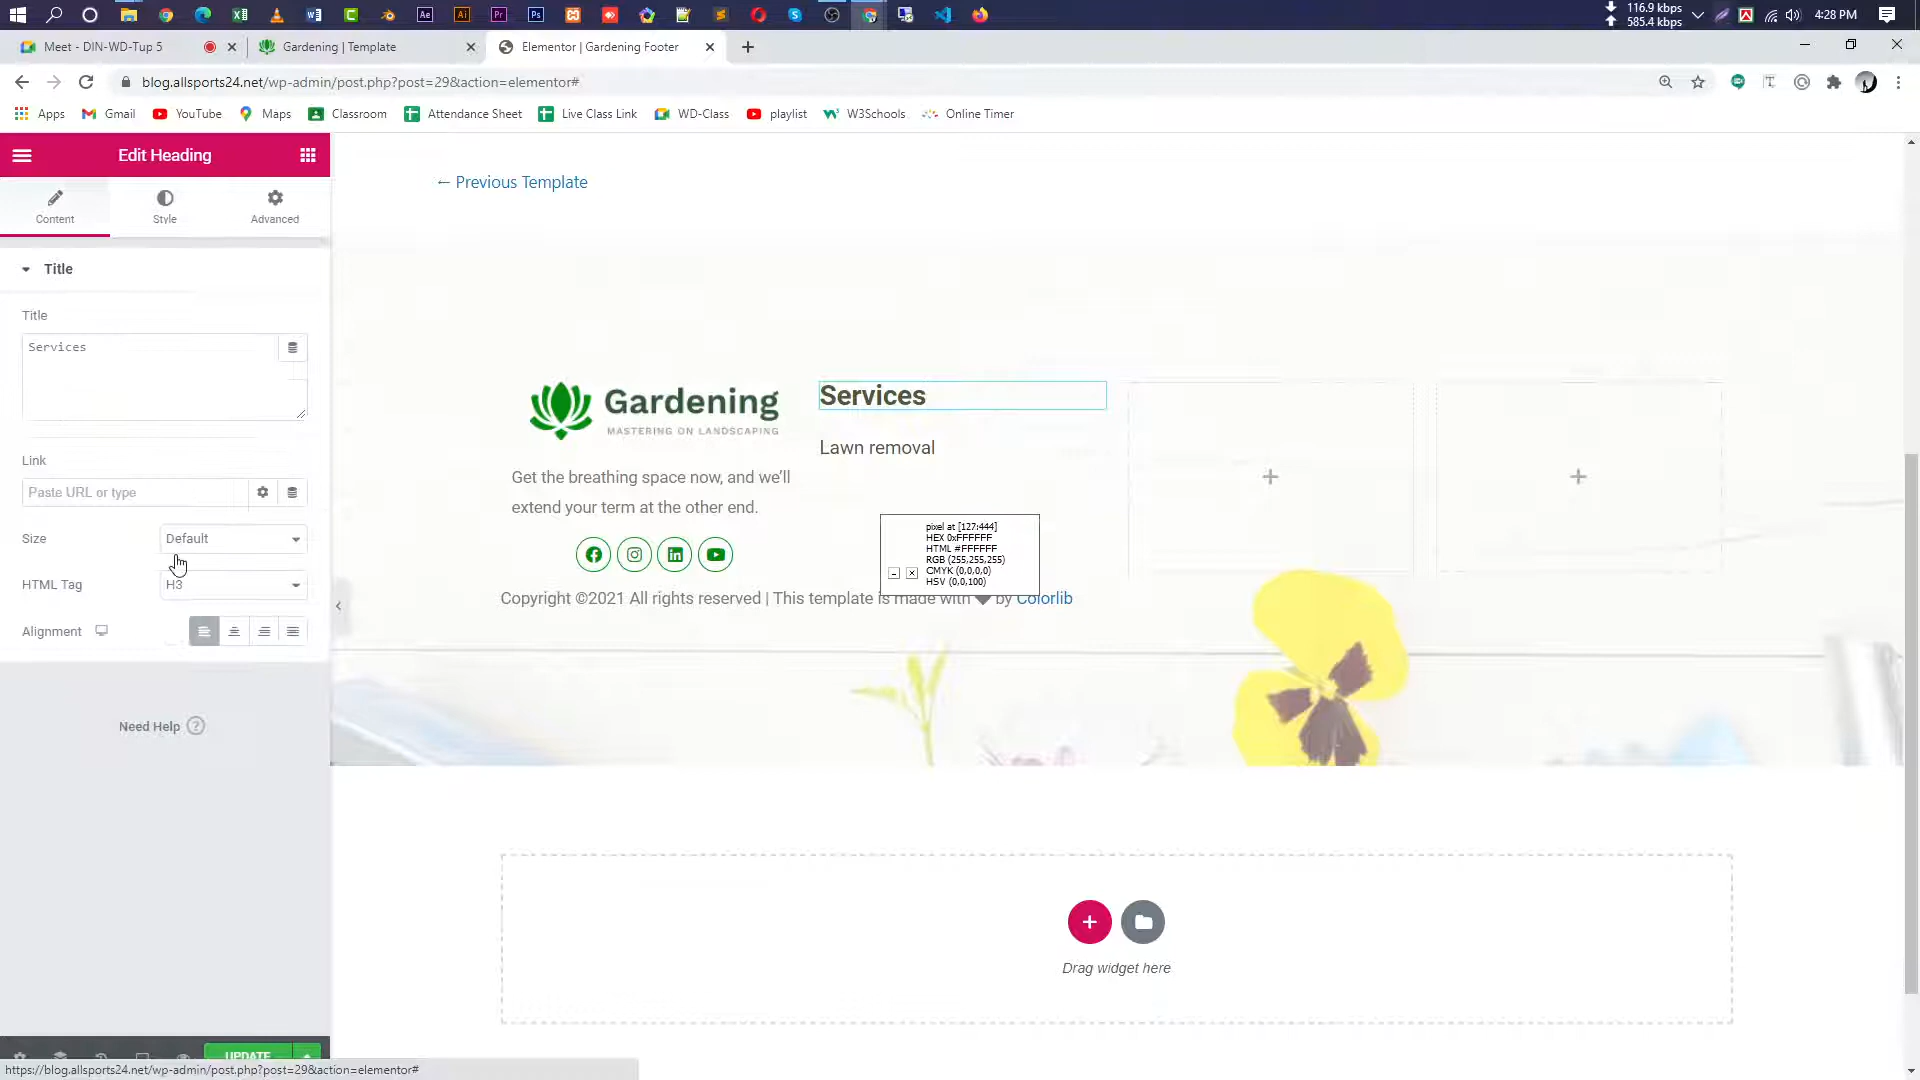 116.9 kbps
585.4 kbps
4:28 PM
Meet - DIN-WD-Tup 5
Gardening | Template
Elementor | Gardening Footer
blog.allsports24.net/wp-admin/post.php?post=29&action=elementor#
Apps
Gmail
YouTube
Maps
Classroom
Attendance Sheet
Live Class Link
WD-Class
playlist
W3Schools
Online Timer
Edit Heading
Content
Style
Advanced
Title
Title
Services
Link
Paste URL or type
Size
Default
HTML Tag
H3
Alignment
Need Help
UPDATE
← Previous Template
Gardening
MASTERING ON LANDSCAPING
Get the breathing space now, and we'll
extend your term at the other end.
Services
Lawn removal
pixel at [127:444]
HEX 0xFFFFFF
HTML #FFFFFF
RGB (255,255,255)
CMYK (0,0,0,0)
HSV (0,0,100)
Copyright ©2021 All rights reserved | This template is made with by Colorlib
Drag widget here
https://blog.allsports24.net/wp-admin/post.php?post=29&action=elementor#